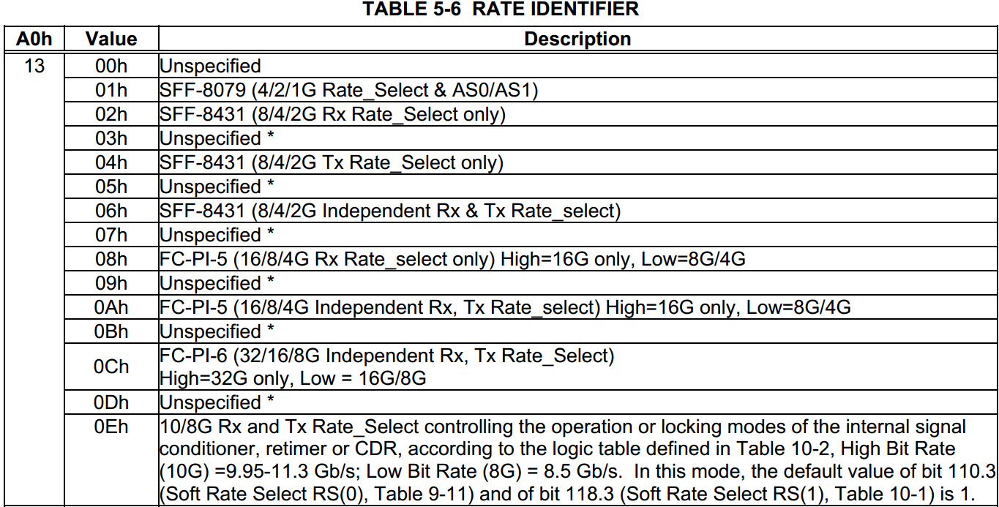 TABLE 5-6 RATE IDENTIFIER
A0h Value Description
13 00h Unspecified
01h SFF-8079 (4/2/1G Rate_Select & AS0/AS1)
02h SFF-8431 (8/4/2G Rx Rate_Select only)
03h Unspecified *
04h SFF-8431 (8/4/2G Tx Rate_Select only)
05h Unspecified *
06h SFF-8431 (8/4/2G Independent Rx & Tx Rate_select)
07h Unspecified *
08h FC-PI-5 (16/8/4G Rx Rate_select only) High=16G only, Low=8G/4G
09h Unspecified *
0Ah FC-PI-5 (16/8/4G Independent Rx, Tx Rate_select) High=16G only, Low=8G/4G
0Bh Unspecified *
0Ch FC-PI-6 (32/16/8G Independent Rx, Tx Rate_Select)
High=32G only, Low = 16G/8G
0Dh Unspecified *
0Eh 10/8G Rx and Tx Rate_Select controlling the operation or locking modes of the internal signal
conditioner, retimer or CDR, according to the logic table defined in Table 10-2, High Bit Rate
(10G) =9.95-11.3 Gb/s; Low Bit Rate (8G) = 8.5 Gb/s. In this mode, the default value of bit 110.3
(Soft Rate Select RS(0), Table 9-11) and of bit 118.3 (Soft Rate Select RS(1), Table 10-1) is 1.